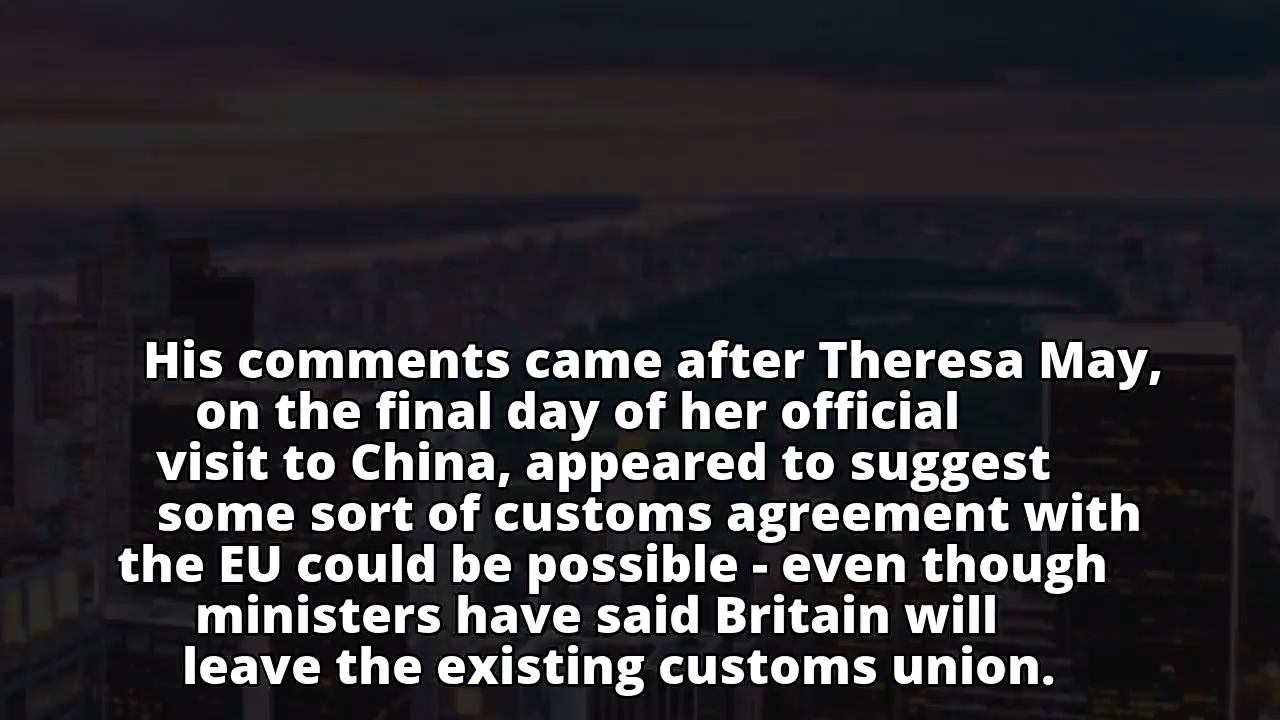 His comments came after Theresa May,
on the final day of her official
visit to China, appeared to suggest
some sort of customs agreement with
the EU could be possible - even though
ministers have said Britain will
leave the existing customs union.